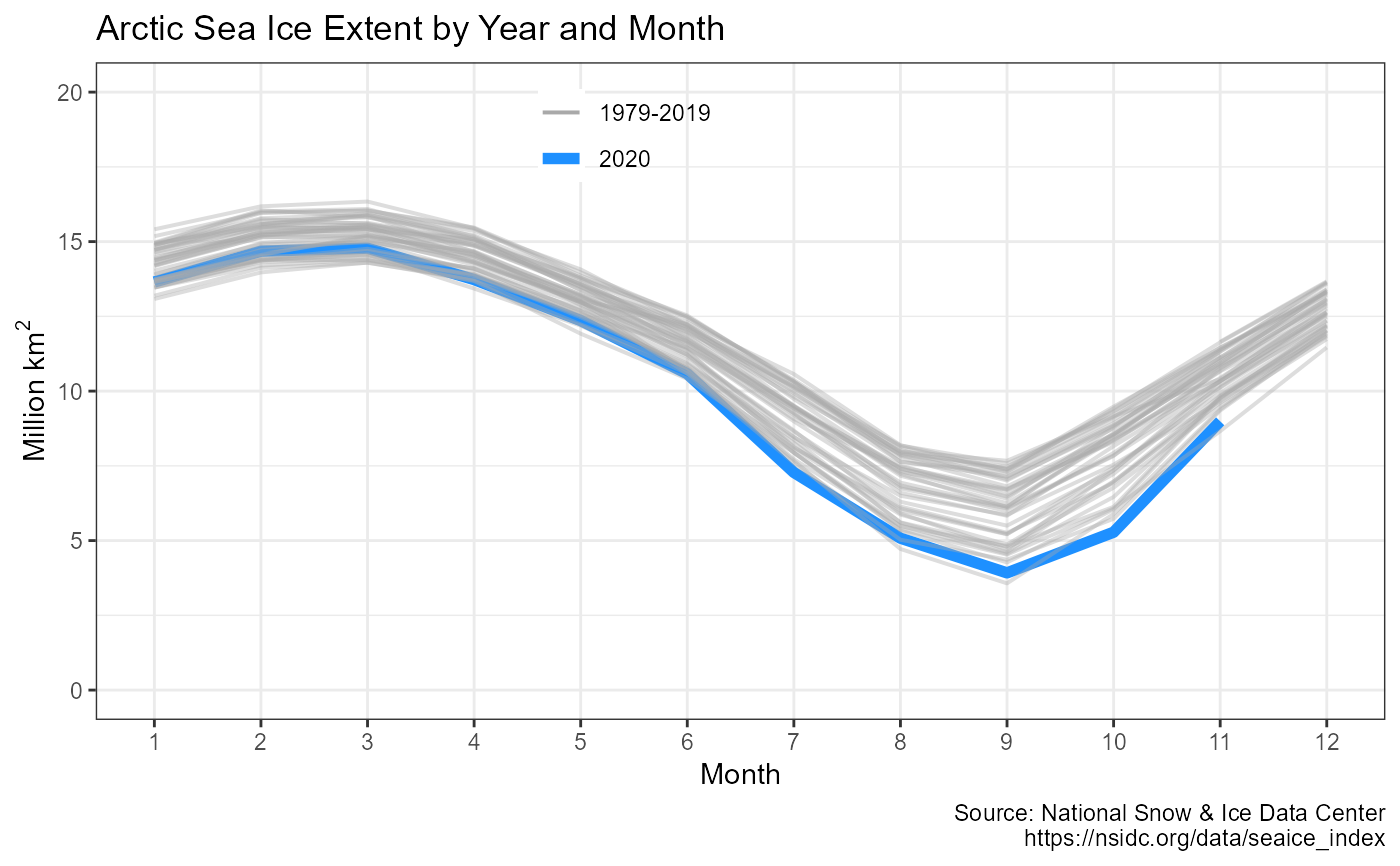 Arctic Sea Ice Extent by Year and Month
20
15
10
5
0
Million km²
1979-2019
2020
1 2 3 4 5 6 7 8 9 10 11 12
Month
Source: National Snow & Ice Data Center
https://nsidc.org/data/seaice_index